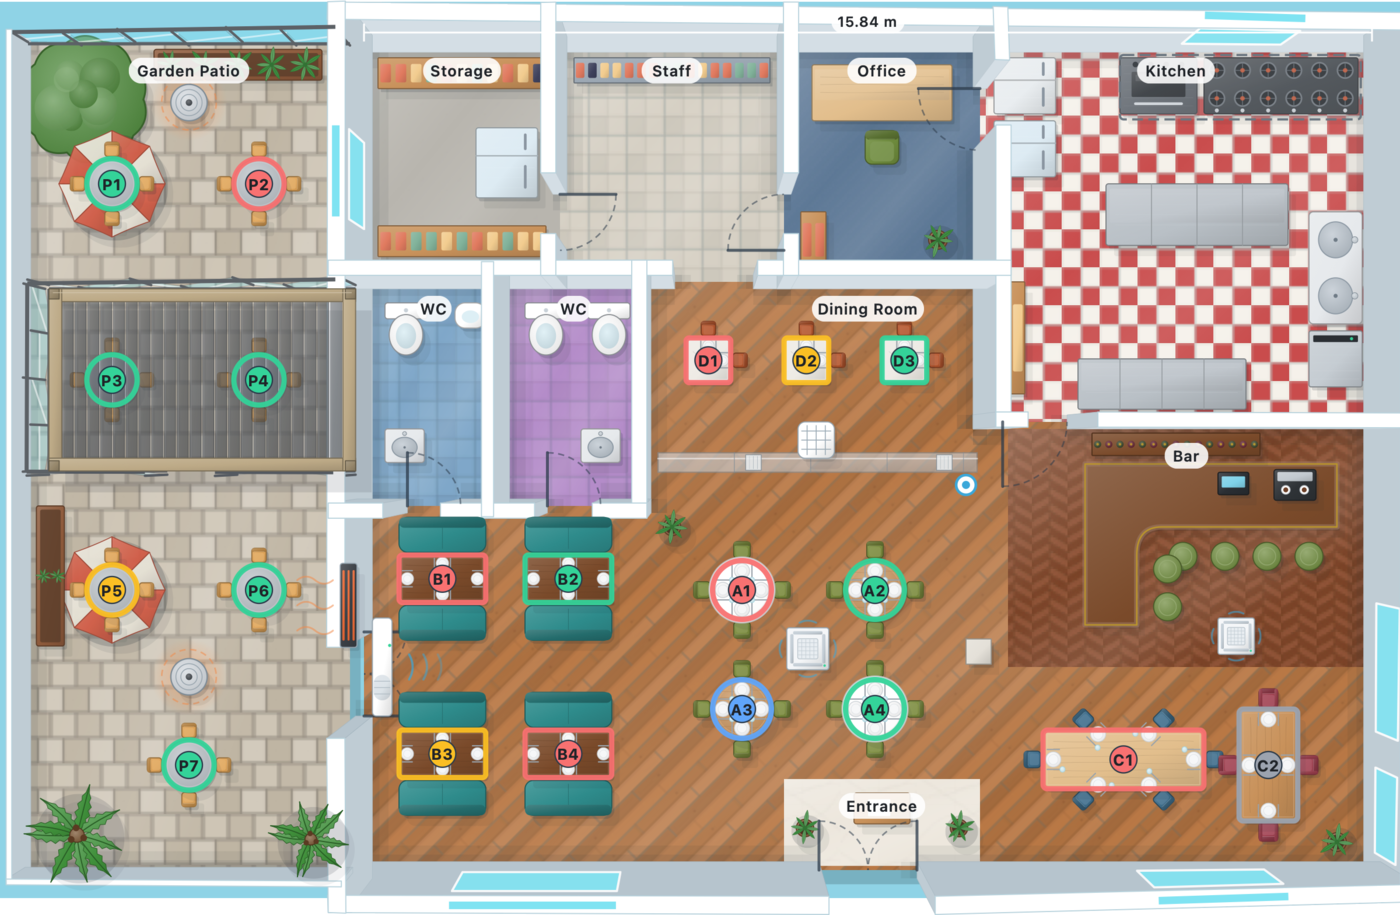 15.84 m
Garden Patio
Storage
Staff
Office
Kitchen
P1
P2
WC
WC
Dining Room
D1
D2
D3
P3
P4
Bar
B1
B2
P5
P6
A1
A2
A3
A4
B3
B4
P7
C1
C2
Entrance